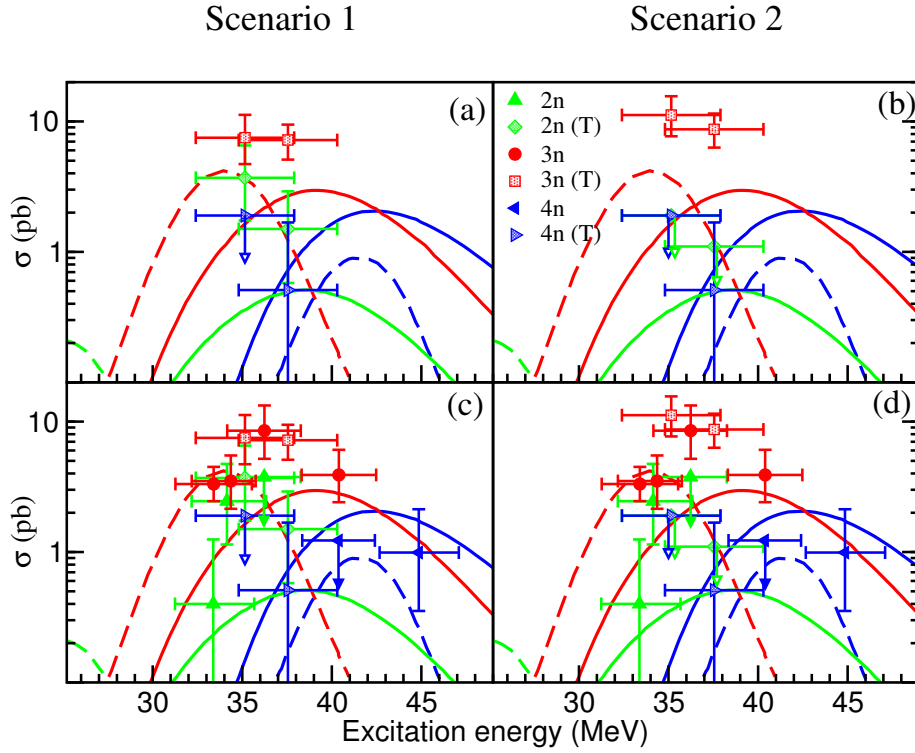 Scenario 1
Scenario 2
(a)
(b)
2n
2n (T)
3n
3n (T)
4n
4n (T)
10
1
σ (pb)
(c)
(d)
10
1
σ (pb)
30 35 40 45
30 35 40 45
Excitation energy (MeV)